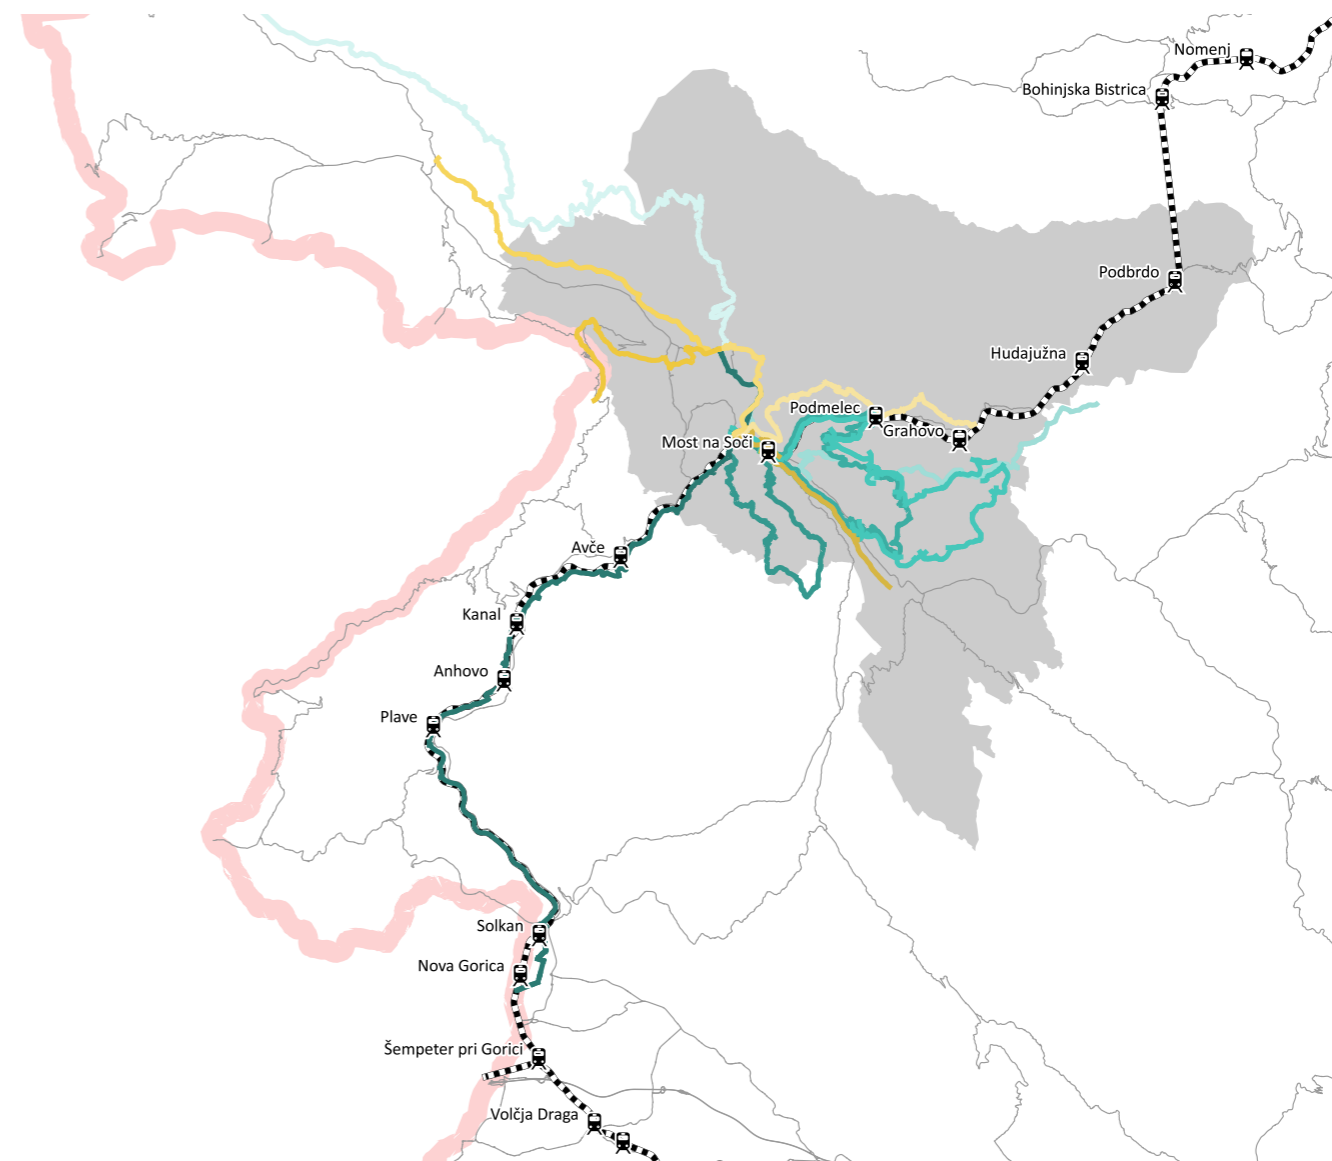 Nomenj
Bohinjska Bistrica
Podbrdo
Hudajužna
Podmelec
Grahovo
Most na Soči
Avče
Kanal
Anhovo
Plave
Solkan
Nova Gorica
Šempeter pri Gorici
Volčja Draga